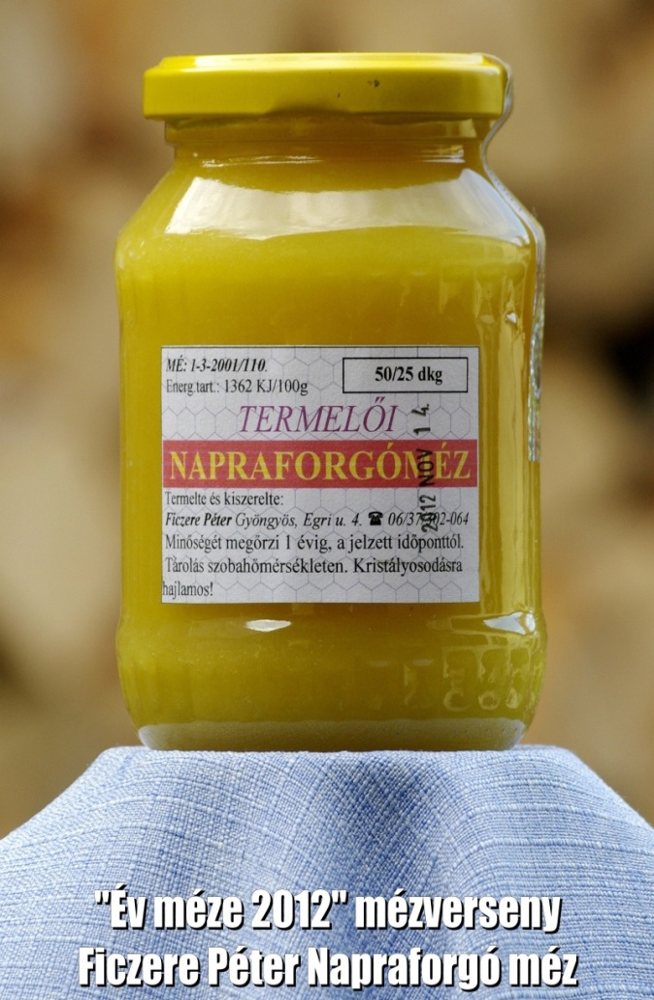 MÉ: 1-3-2001/110.
Energ.tart.: 1362 KJ/100g
50/25 dkg
TERMELŐI
NAPRAFORGÓMÉZ
2012 NOV 14.
Termelte és kiszerelte:
Ficzere Péter Gyöngyös, Egri u. 4. ☎
Minőségét megőrzi 1 évig, a jelzett időponttól.
Tárolás szobahőmérsékleten. Kristályosodásra
hajlamos!
"Év méze 2012" mézverseny
Ficzere Péter Napraforgó méz